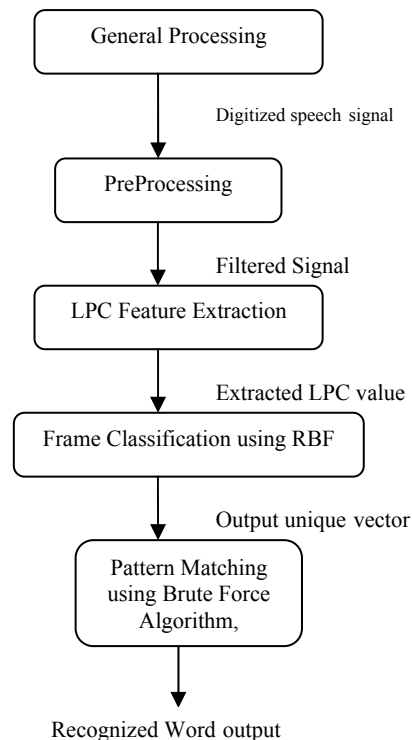 General Processing
Digitized speech signal
PreProcessing
Filtered Signal
LPC Feature Extraction
Extracted LPC value
Frame Classification using RBF
Output unique vector
Pattern Matching
using Brute Force
Algorithm,
Recognized Word output